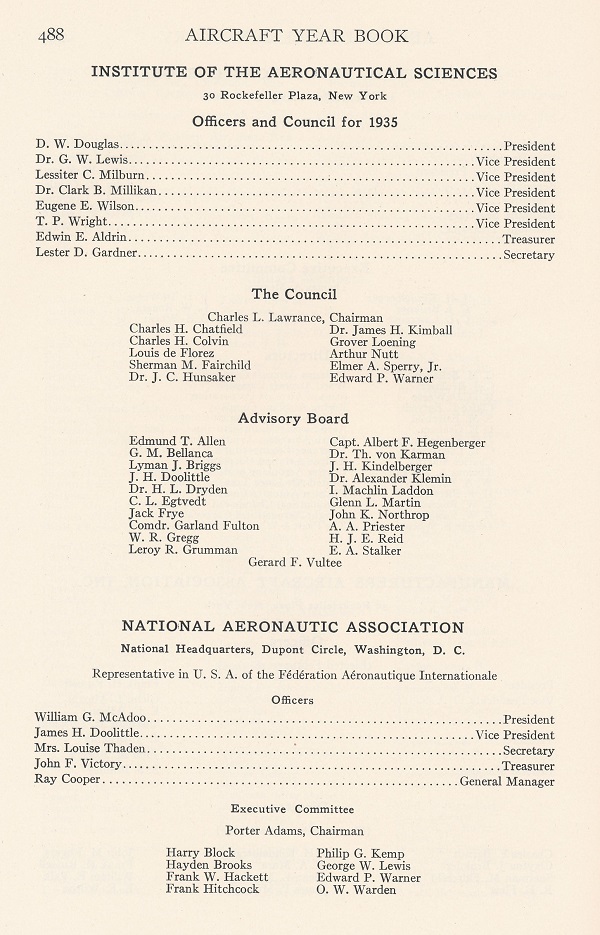 488 AIRCRAFT YEAR BOOK
INSTITUTE OF THE AERONAUTICAL SCIENCES
30 Rockefeller Plaza, New York
Officers and Council for 1935
D. W. Douglas President
Dr. G. W. Lewis Vice President
Lessiter C. Milburn Vice President
Dr. Clark B. Millikan Vice President
Eugene E. Wilson Vice President
T. P. Wright Vice President
Edwin E. Aldrin Treasurer
Lester D. Gardner Secretary
The Council
Charles L. Lawrance, Chairman
Charles H. Chatfield Dr. James H. Kimball
Charles H. Colvin Grover Loening
Louis de Florez Arthur Nutt
Sherman M. Fairchild Elmer A. Sperry, Jr.
Dr. J. C. Hunsaker Edward P. Warner
Advisory Board
Edmund T. Allen Capt. Albert F. Hegenberger
G. M. Bellanca Dr. Th. von Karman
Lyman J. Briggs J. H. Kindelberger
J. H. Doolittle Dr. Alexander Klemin
Dr. H. L. Dryden I. Machlin Laddon
C. L. Egtvedt Glenn L. Martin
Jack Frye John K. Northrop
Comdr. Garland Fulton A. A. Priester
W. R. Gregg H. J. E. Reid
Leroy R. Grumman E. A. Stalker
Gerard F. Vultee
NATIONAL AERONAUTIC ASSOCIATION
National Headquarters, Dupont Circle, Washington, D. C.
Representative in U. S. A. of the Fédération Aéronautique Internationale
Officers
William G. McAdoo President
James H. Doolittle Vice President
Mrs. Louise Thaden Secretary
John F. Victory Treasurer
Ray Cooper General Manager
Executive Committee
Porter Adams, Chairman
Harry Block Philip G. Kemp
Hayden Brooks George W. Lewis
Frank W. Hackett Edward P. Warner
Frank Hitchcock O. W. Warden